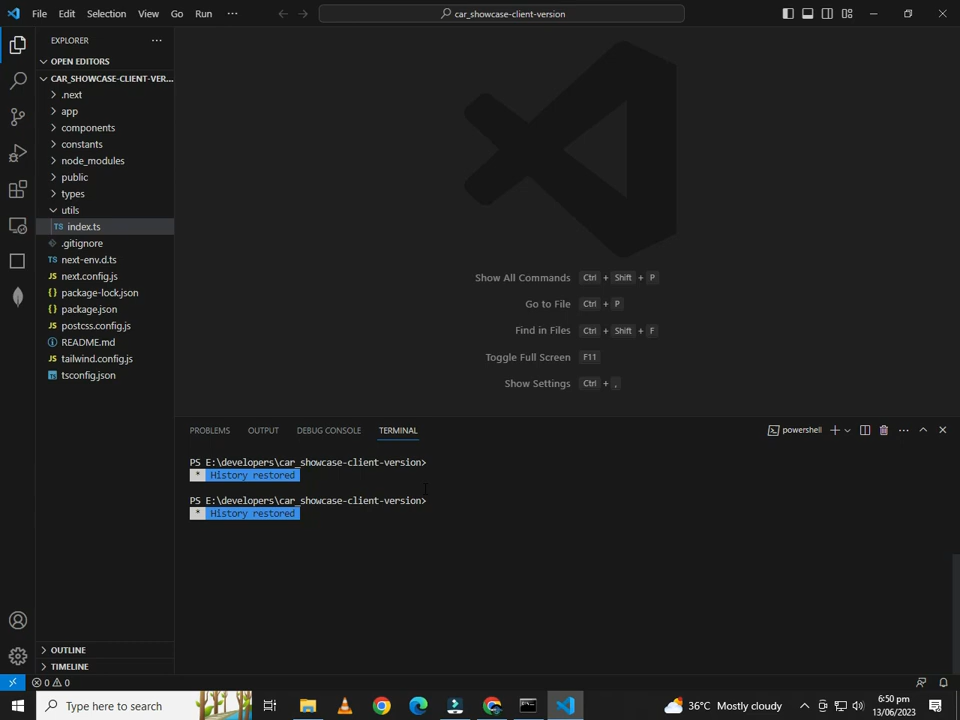 File Edit Selection View Go Run ··· car_showcase-client-version
EXPLORER ···
OPEN EDITORS
CAR_SHOWCASE-CLIENT-VER...
.next
app
components
constants
node_modules
public
types
utils
TS index.ts
.gitignore
TS next-env.d.ts
JS next.config.js
{} package-lock.json
{} package.json
JS postcss.config.js
README.md
JS tailwind.config.js
tsconfig.json
OUTLINE
TIMELINE
Show All Commands Ctrl + Shift + P
Go to File Ctrl + P
Find in Files Ctrl + Shift + F
Toggle Full Screen F11
Show Settings Ctrl + ,
PROBLEMS OUTPUT DEBUG CONSOLE TERMINAL powershell
PS E:\developers\car_showcase-client-version>
* History restored
PS E:\developers\car_showcase-client-version>
* History restored
0 0
Type here to search 36°C Mostly cloudy 6:50 pm
13/06/2023